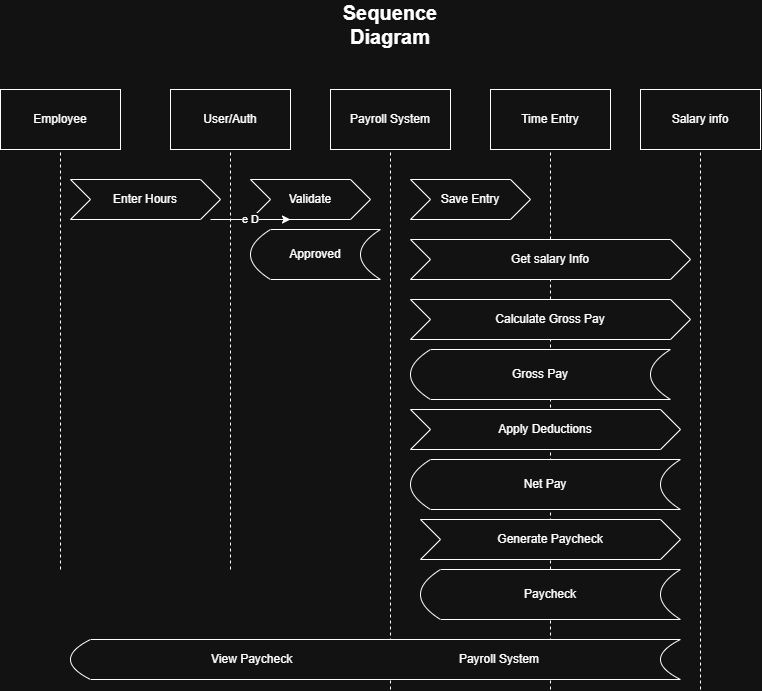 Sequence
Diagram
Employee
User/Auth
Payroll System
Time Entry
Salary info
Enter Hours
Validate
Save Entry
e D
Approved
Get salary Info
Calculate Gross Pay
Gross Pay
Apply Deductions
Net Pay
Generate Paycheck
Paycheck
View Paycheck
Payroll System